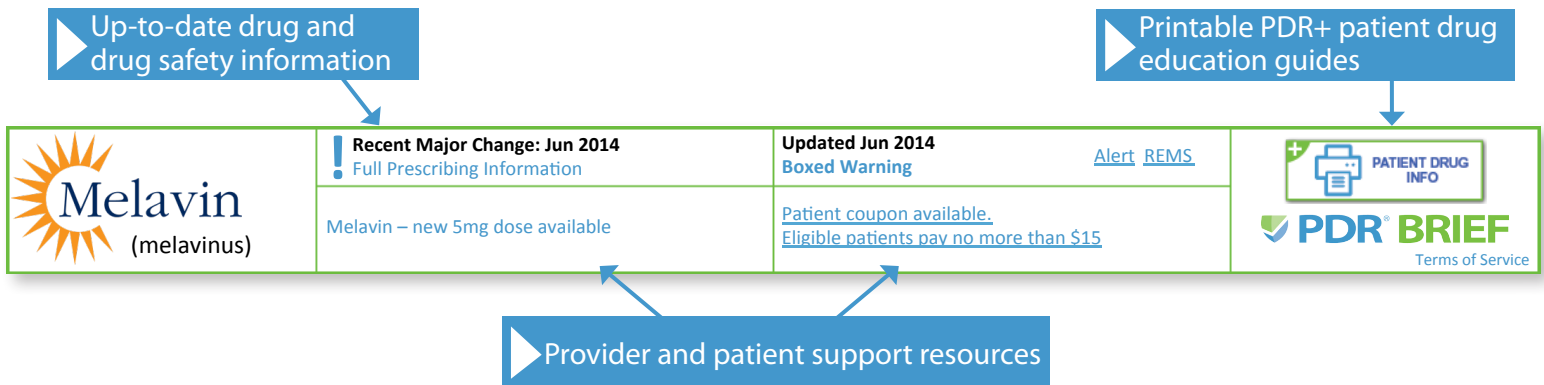 Up-to-date drug and
drug safety information
Printable PDR+ patient drug
education guides
Melavin
(melavinus)
! Recent Major Change: Jun 2014
Full Prescribing Information
Melavin – new 5mg dose available
Updated Jun 2014
Boxed Warning
Alert REMS
Patient coupon available.
Eligible patients pay no more than $15
+
PATIENT DRUG
INFO
PDR® BRIEF
Terms of Service
Provider and patient support resources